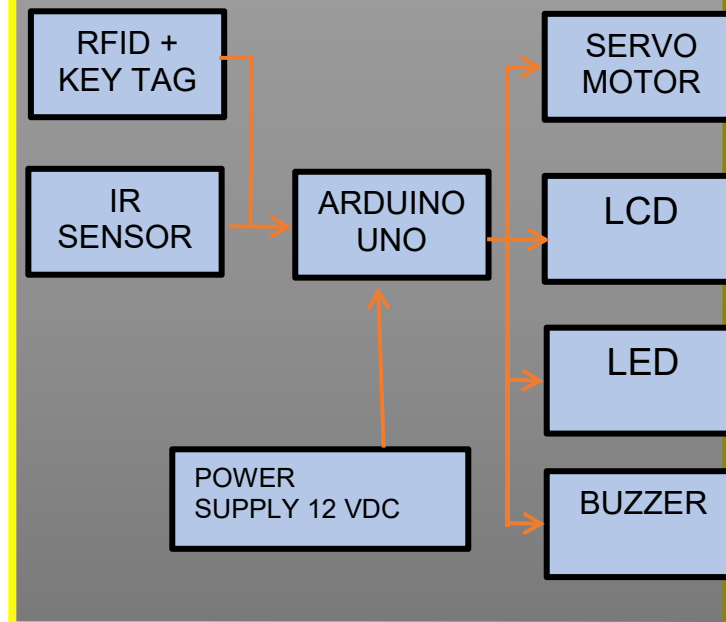 RFID +
KEY TAG
SERVO
MOTOR
IR
SENSOR
ARDUINO
UNO
LCD
LED
POWER
SUPPLY 12 VDC
BUZZER